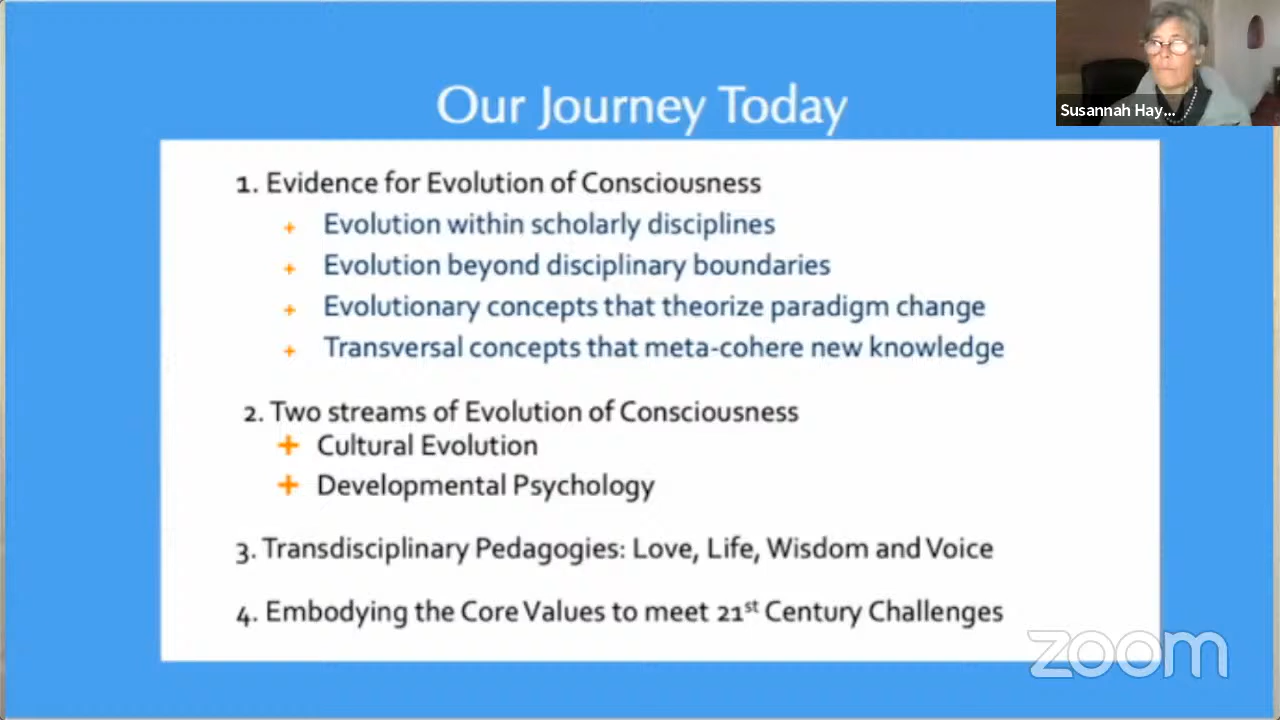 Our Journey Today
Susannah Hay...
1. Evidence for Evolution of Consciousness
+ Evolution within scholarly disciplines
+ Evolution beyond disciplinary boundaries
+ Evolutionary concepts that theorize paradigm change
+ Transversal concepts that meta-cohere new knowledge
2. Two streams of Evolution of Consciousness
+ Cultural Evolution
+ Developmental Psychology
3. Transdisciplinary Pedagogies: Love, Life, Wisdom and Voice
4. Embodying the Core Values to meet 21st Century Challenges
zoom